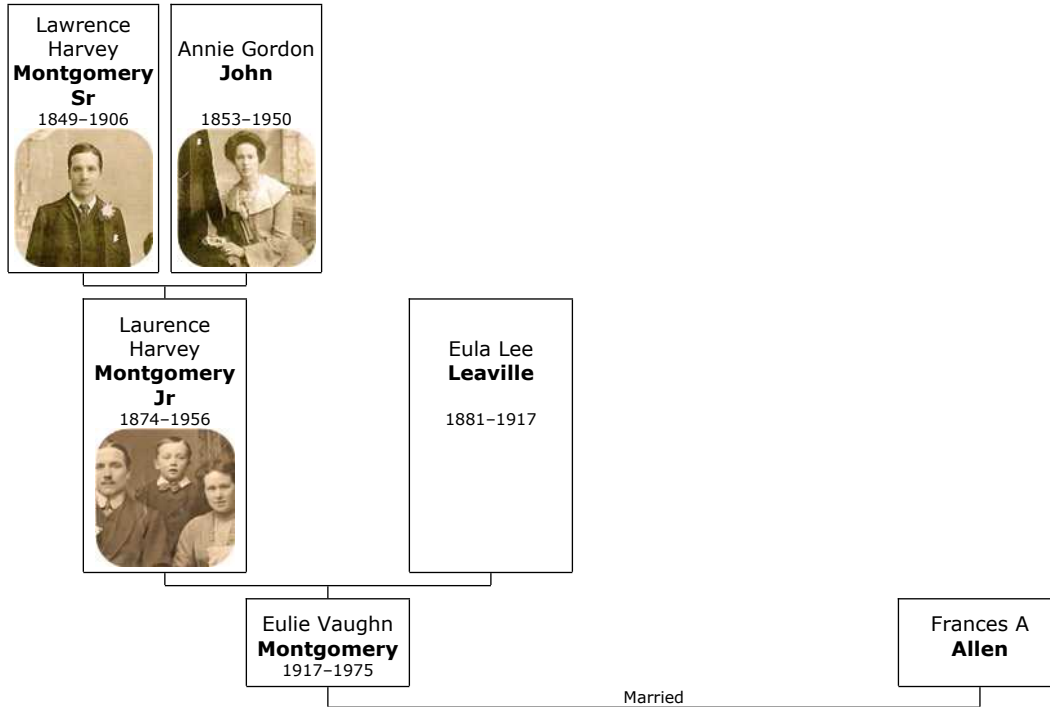 Lawrence
Harvey
Montgomery
Sr
1849–1906
Annie Gordon
John
1853–1950
Laurence
Harvey
Montgomery
Jr
1874–1956
Eula Lee
Leaville
1881–1917
Eulie Vaughn
Montgomery
1917–1975
Frances A
Allen
Married